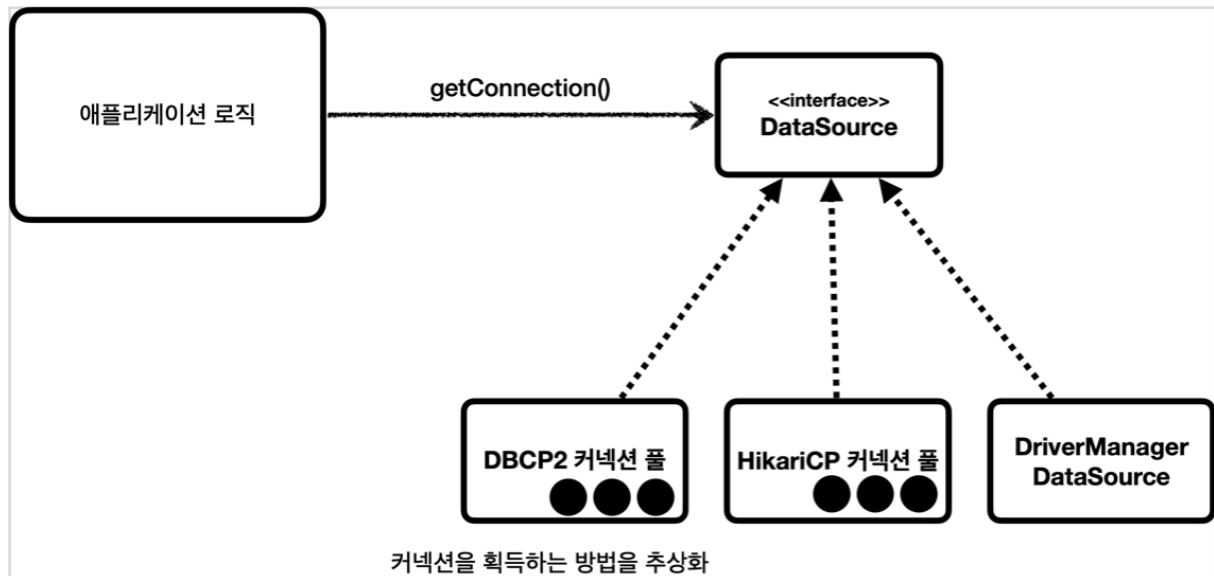 애플리케이션 로직
getConnection()
<<interface>>
DataSource
DBCP2 커넥션 풀
HikariCP 커넥션 풀
DriverManager
DataSource
커넥션을 획득하는 방법을 추상화